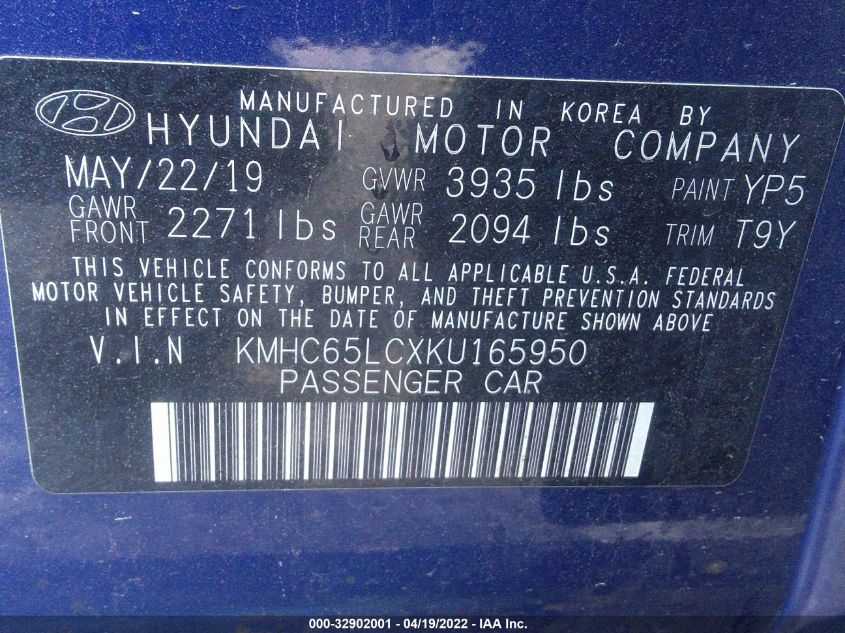 MANUFACTURED IN KOREA BY
HYUNDAI MOTOR COMPANY
MAY/22/19 GVWR 3935 lbs PAINT YP5
GAWR FRONT 2271 lbs GAWR REAR 2094 lbs TRIM T9Y
THIS VEHICLE CONFORMS TO ALL APPLICABLE U.S.A. FEDERAL
MOTOR VEHICLE SAFETY, BUMPER, AND THEFT PREVENTION STANDARDS
IN EFFECT ON THE DATE OF MANUFACTURE SHOWN ABOVE
V.I.N KMHC65LCXKU165950
PASSENGER CAR
000-32902001 - 04/19/2022 - IAA Inc.